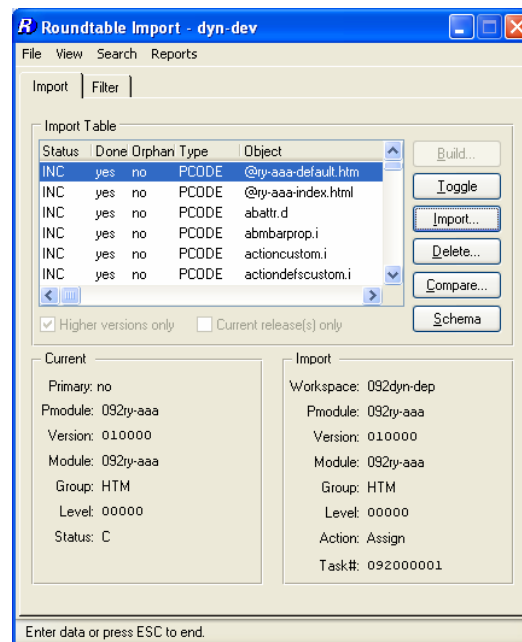 Roundtable Import - dyn-dev
File View Search Reports
Import Filter
Import Table
Status Done Orphan Type Object
INC yes no PCODE @ry-aaa-default.htm
INC yes no PCODE @ry-aaa-index.html
INC yes no PCODE abattr.d
INC yes no PCODE abmbarprop.i
INC yes no PCODE actioncustom.i
INC yes no PCODE actiondefscustom.i
Build...
Toggle
Import...
Delete...
Compare...
Schema
Higher versions only Current release(s) only
Current
Primary: no
Pmodule: 092ry-aaa
Version: 010000
Module: 092ry-aaa
Group: HTM
Level: 00000
Status: C
Import
Workspace: 092dyn-dep
Pmodule: 092ry-aaa
Version: 010000
Module: 092ry-aaa
Group: HTM
Level: 00000
Action: Assign
Task#: 092000001
Enter data or press ESC to end.